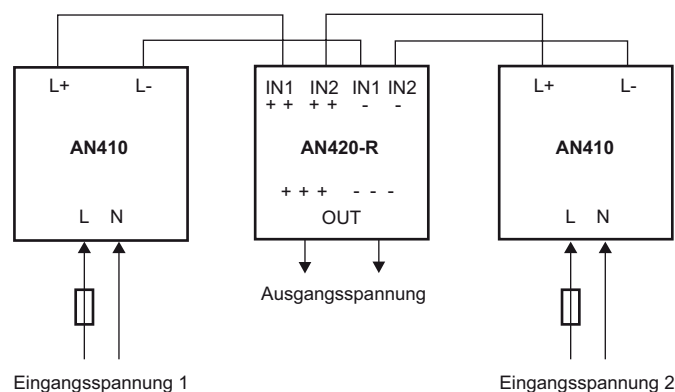 L+ L-
AN410
L N
Eingangsspannung 1
IN1 IN2 IN1 IN2
+ + + + - -
AN420-R
+ + + - - -
OUT
Ausgangsspannung
L+ L-
AN410
L N
Eingangsspannung 2